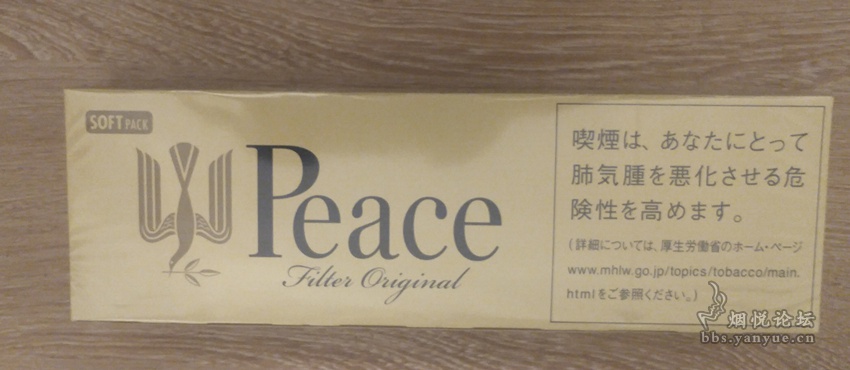 SOFT PACK
Peace
Filter Original
喫煙は、あなたにとって
肺気腫を悪化させる危
険性を高めます。
(詳細については、厚生労働省のホーム・ページ
www.mhlw.go.jp/topics/tobacco/main.
htmlをご参照ください。)
烟悦论坛
bbs.yanyue.cn